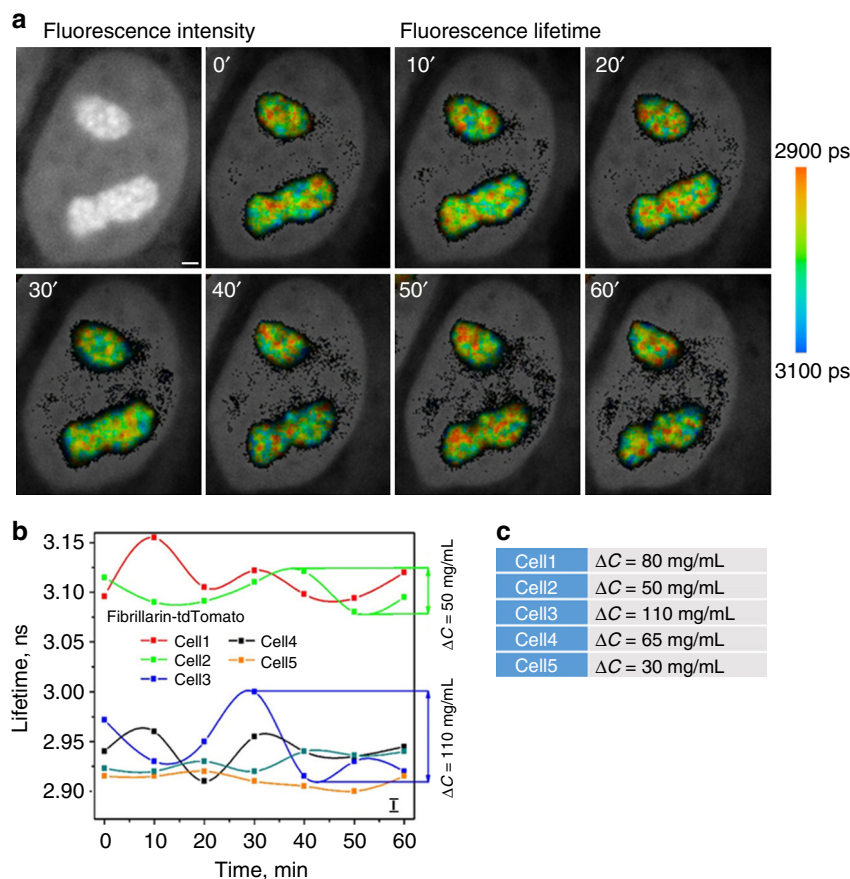 a
Fluorescence intensity
Fluorescence lifetime
0′
10′
20′
2900 ps
3100 ps
30′
40′
50′
60′
b
Lifetime, ns
3.15
3.10
3.05
3.00
2.95
2.90
Fibrillarin-tdTomato
Cell1
Cell4
Cell2
Cell5
Cell3
ΔC = 50 mg/mL
ΔC = 110 mg/mL
0
10
20
30
40
50
60
Time, min
c
Cell1 ΔC = 80 mg/mL
Cell2 ΔC = 50 mg/mL
Cell3 ΔC = 110 mg/mL
Cell4 ΔC = 65 mg/mL
Cell5 ΔC = 30 mg/mL